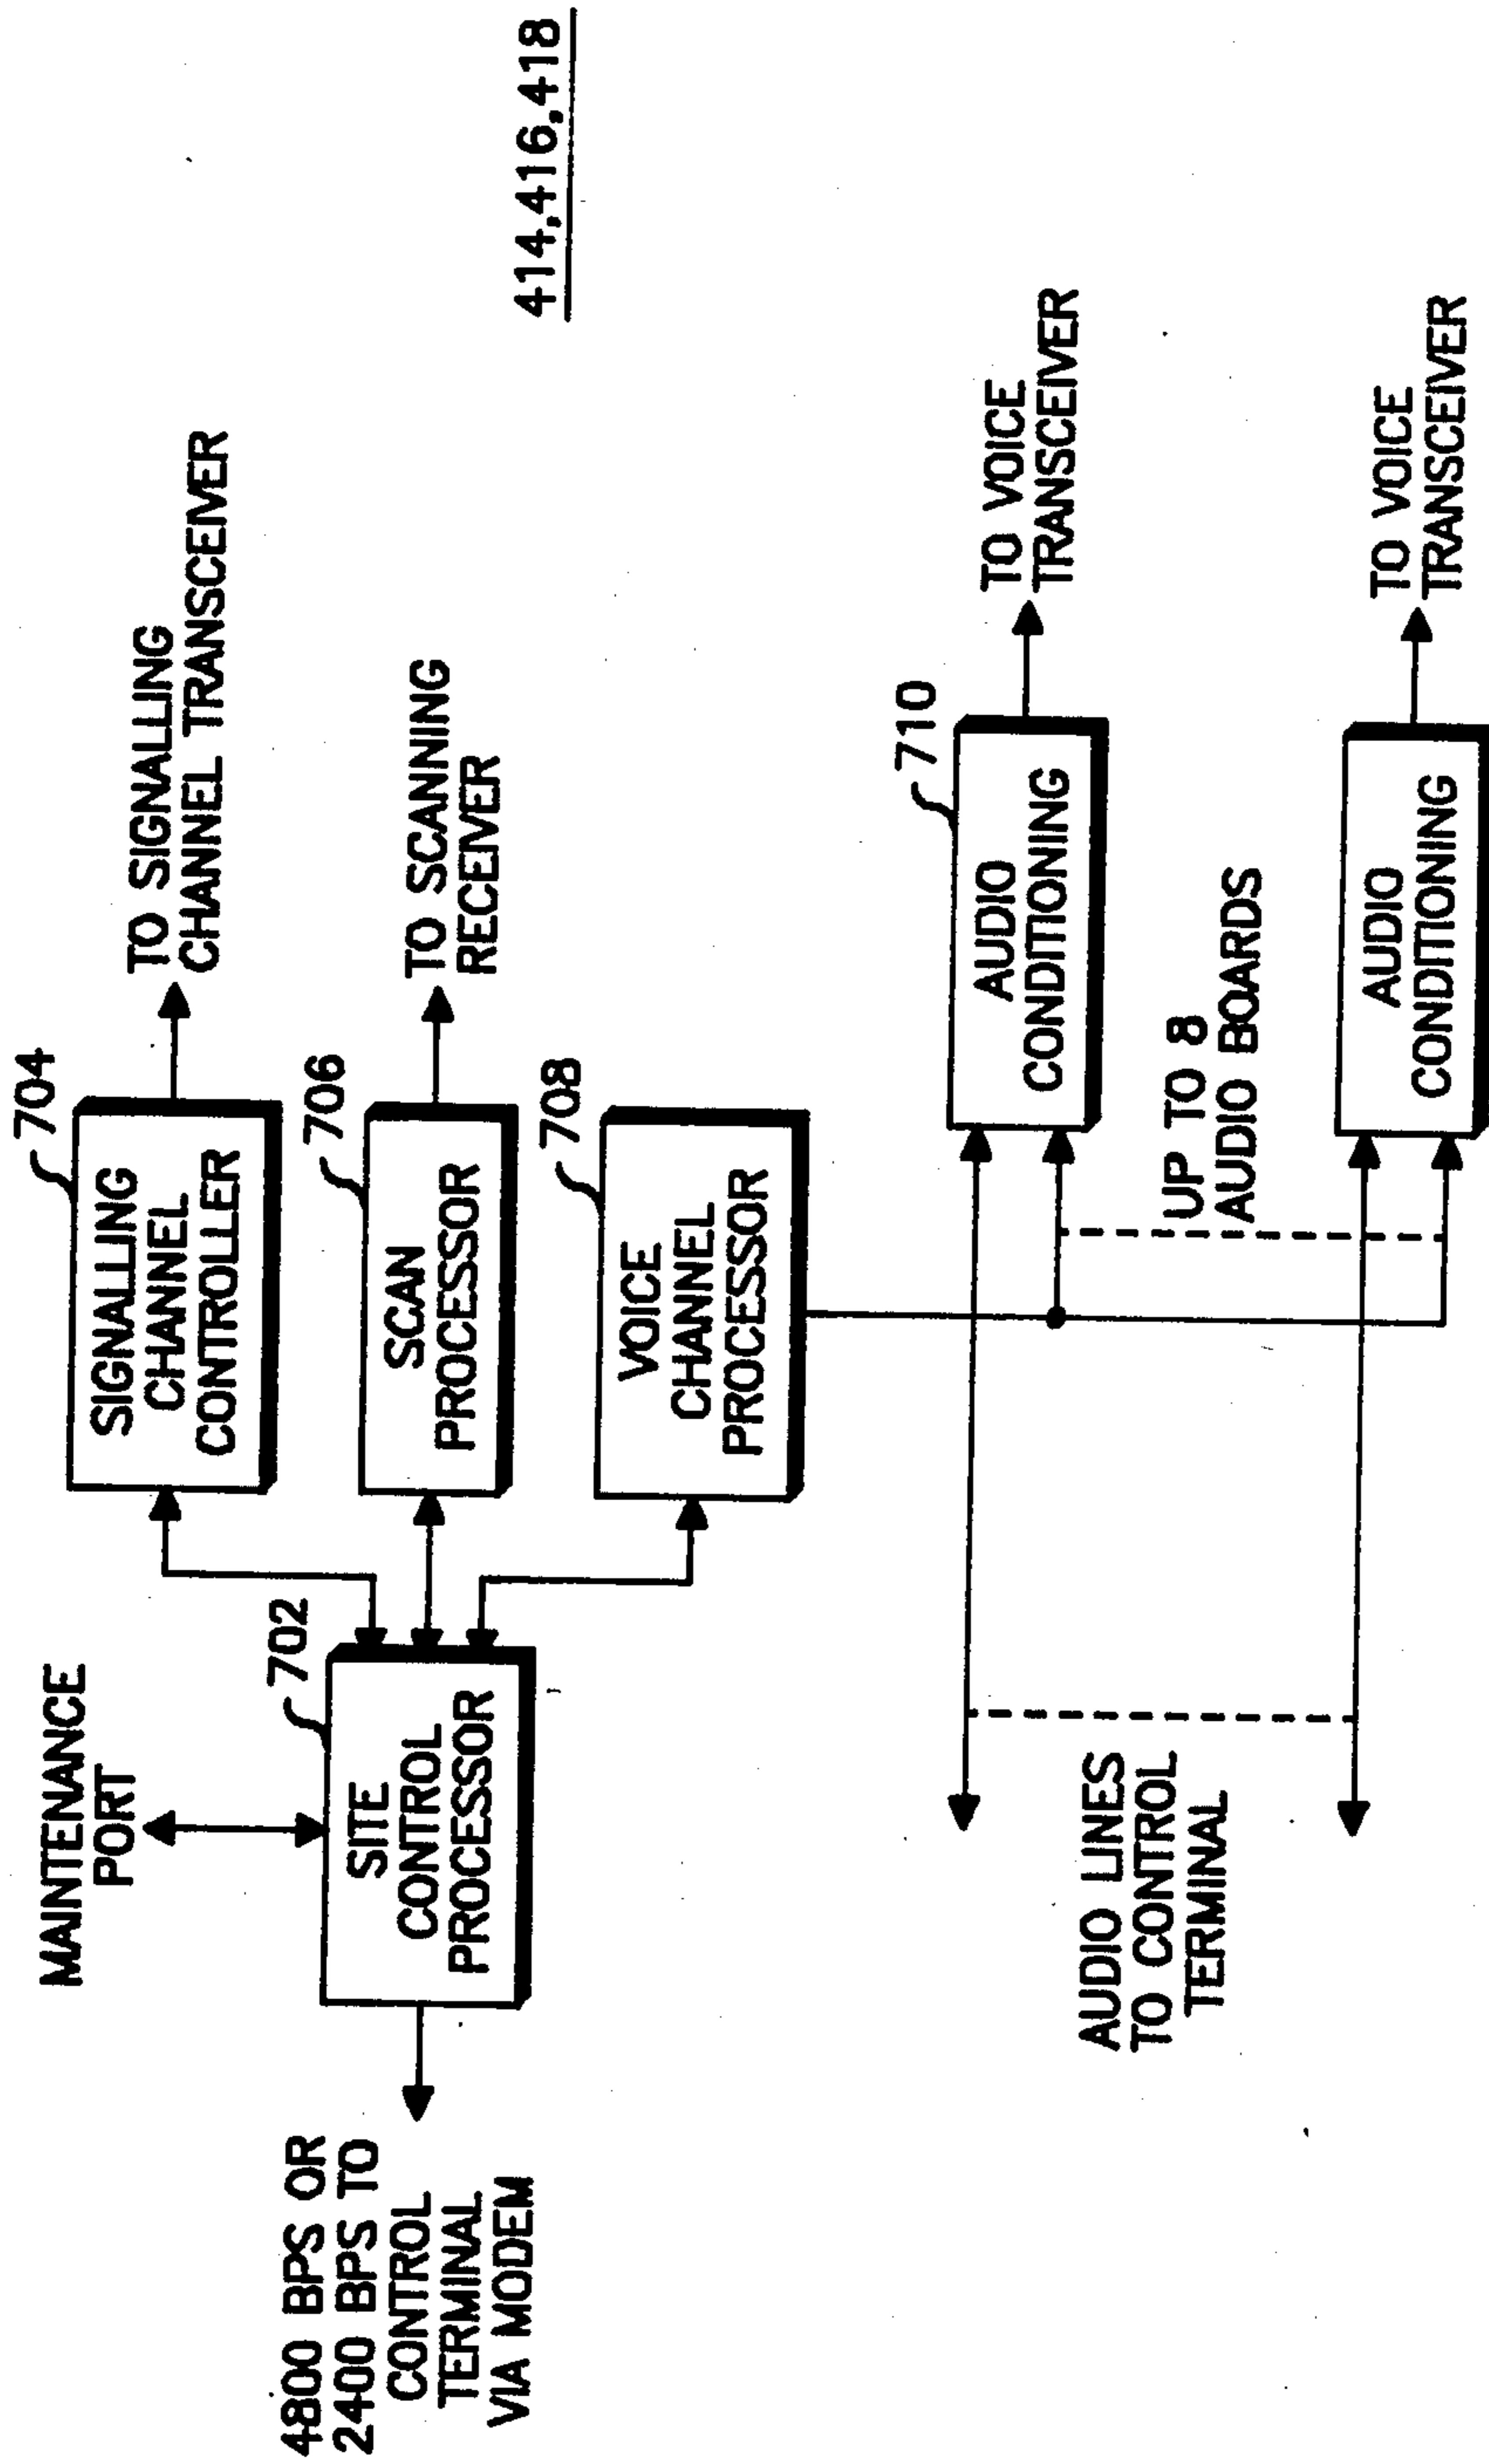 MAINTENANCE
PORT
702
SITE
CONTROL
PROCESSOR
4800 BPS OR
2400 BPS TO
CONTROL
TERMINAL
VIA MODEM
704
SIGNALLING
CHANNEL
CONTROLLER
TO SIGNALLING
CHANNEL TRANSCEIVER
706
SCAN
PROCESSOR
TO SCANNING
RECEIVER
708
VOICE
CHANNEL
PROCESSOR
414,416,418
710
AUDIO
CONDITIONING
TO VOICE
TRANSCEIVER
UP TO 8
AUDIO BOARDS
AUDIO LINES
TO CONTROL
TERMINAL
AUDIO
CONDITIONING
TO VOICE
TRANSCEIVER